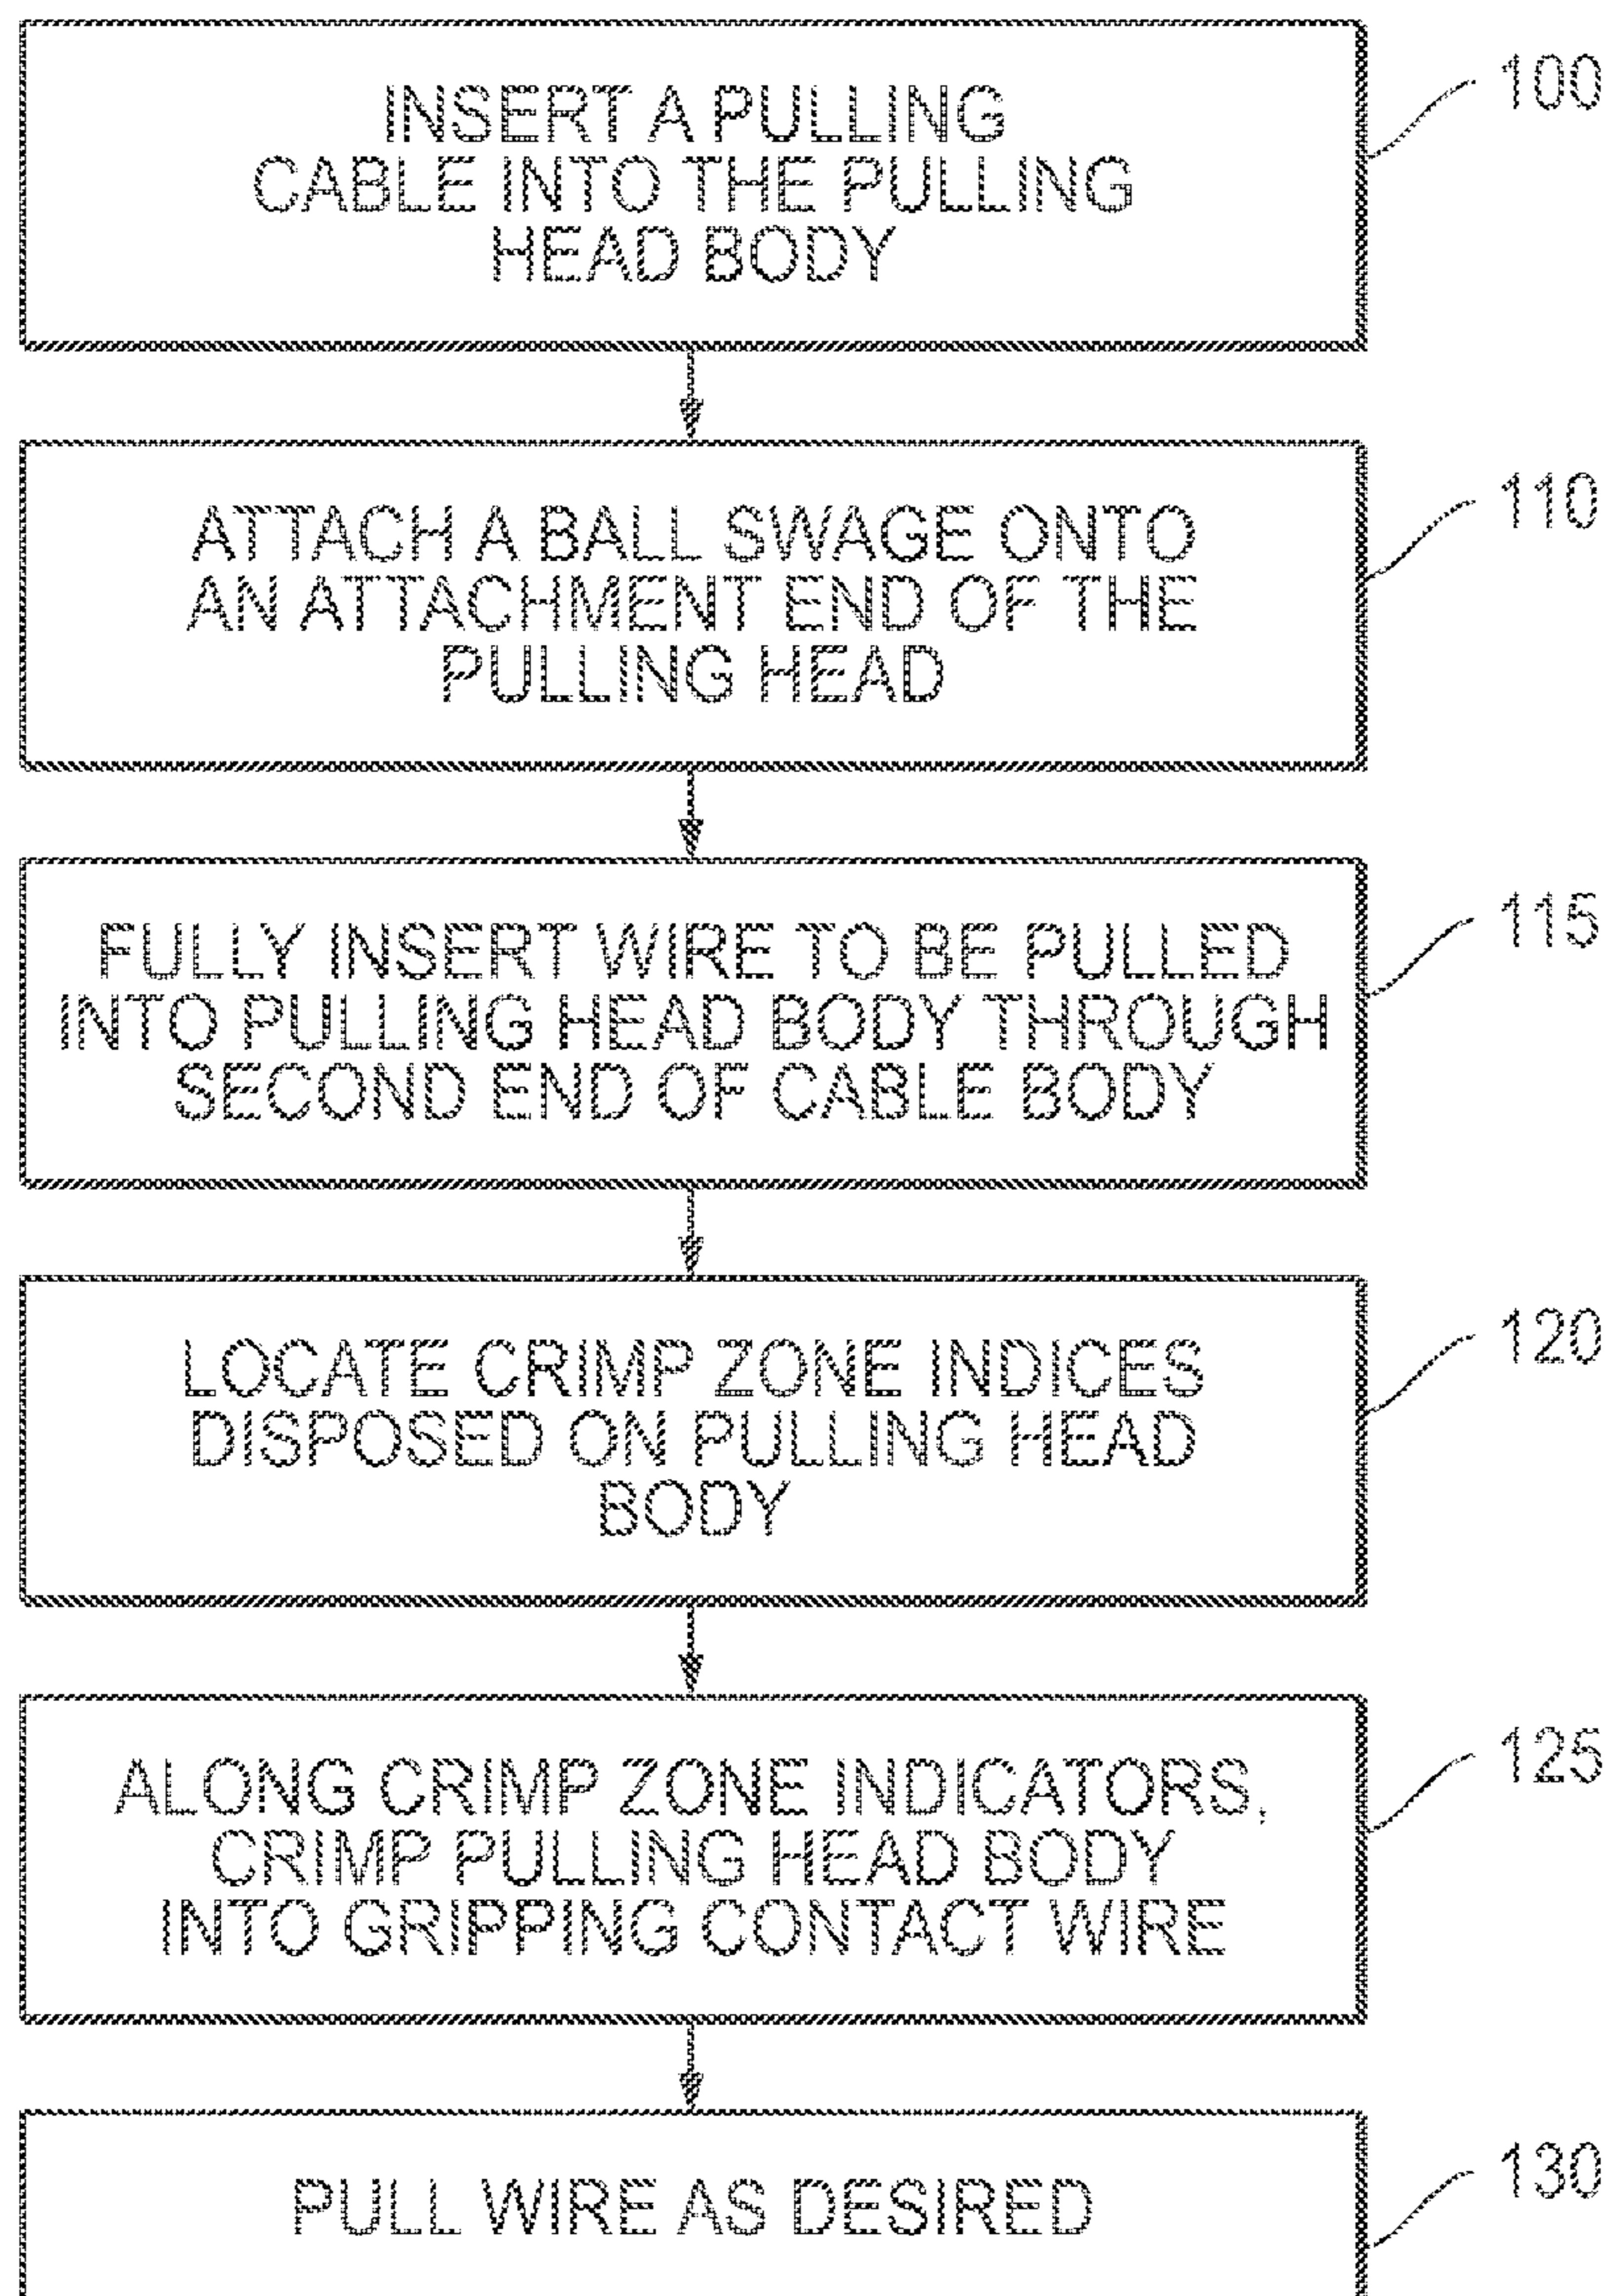 INSERT A PULLING
CABLE INTO THE PULLING
HEAD BODY
100
ATTACH A BALL SWAGE ONTO
AN ATTACHMENT END OF THE
PULLING HEAD
110
FULLY INSERT WIRE TO BE PULLED
INTO PULLING HEAD BODY THROUGH
SECOND END OF CABLE BODY
115
LOCATE CRIMP ZONE INDICES
DISPOSED ON PULLING HEAD
BODY
120
ALONG CRIMP ZONE INDICATORS,
CRIMP PULLING HEAD BODY
INTO GRIPPING CONTACT WIRE
125
PULL WIRE AS DESIRED
130